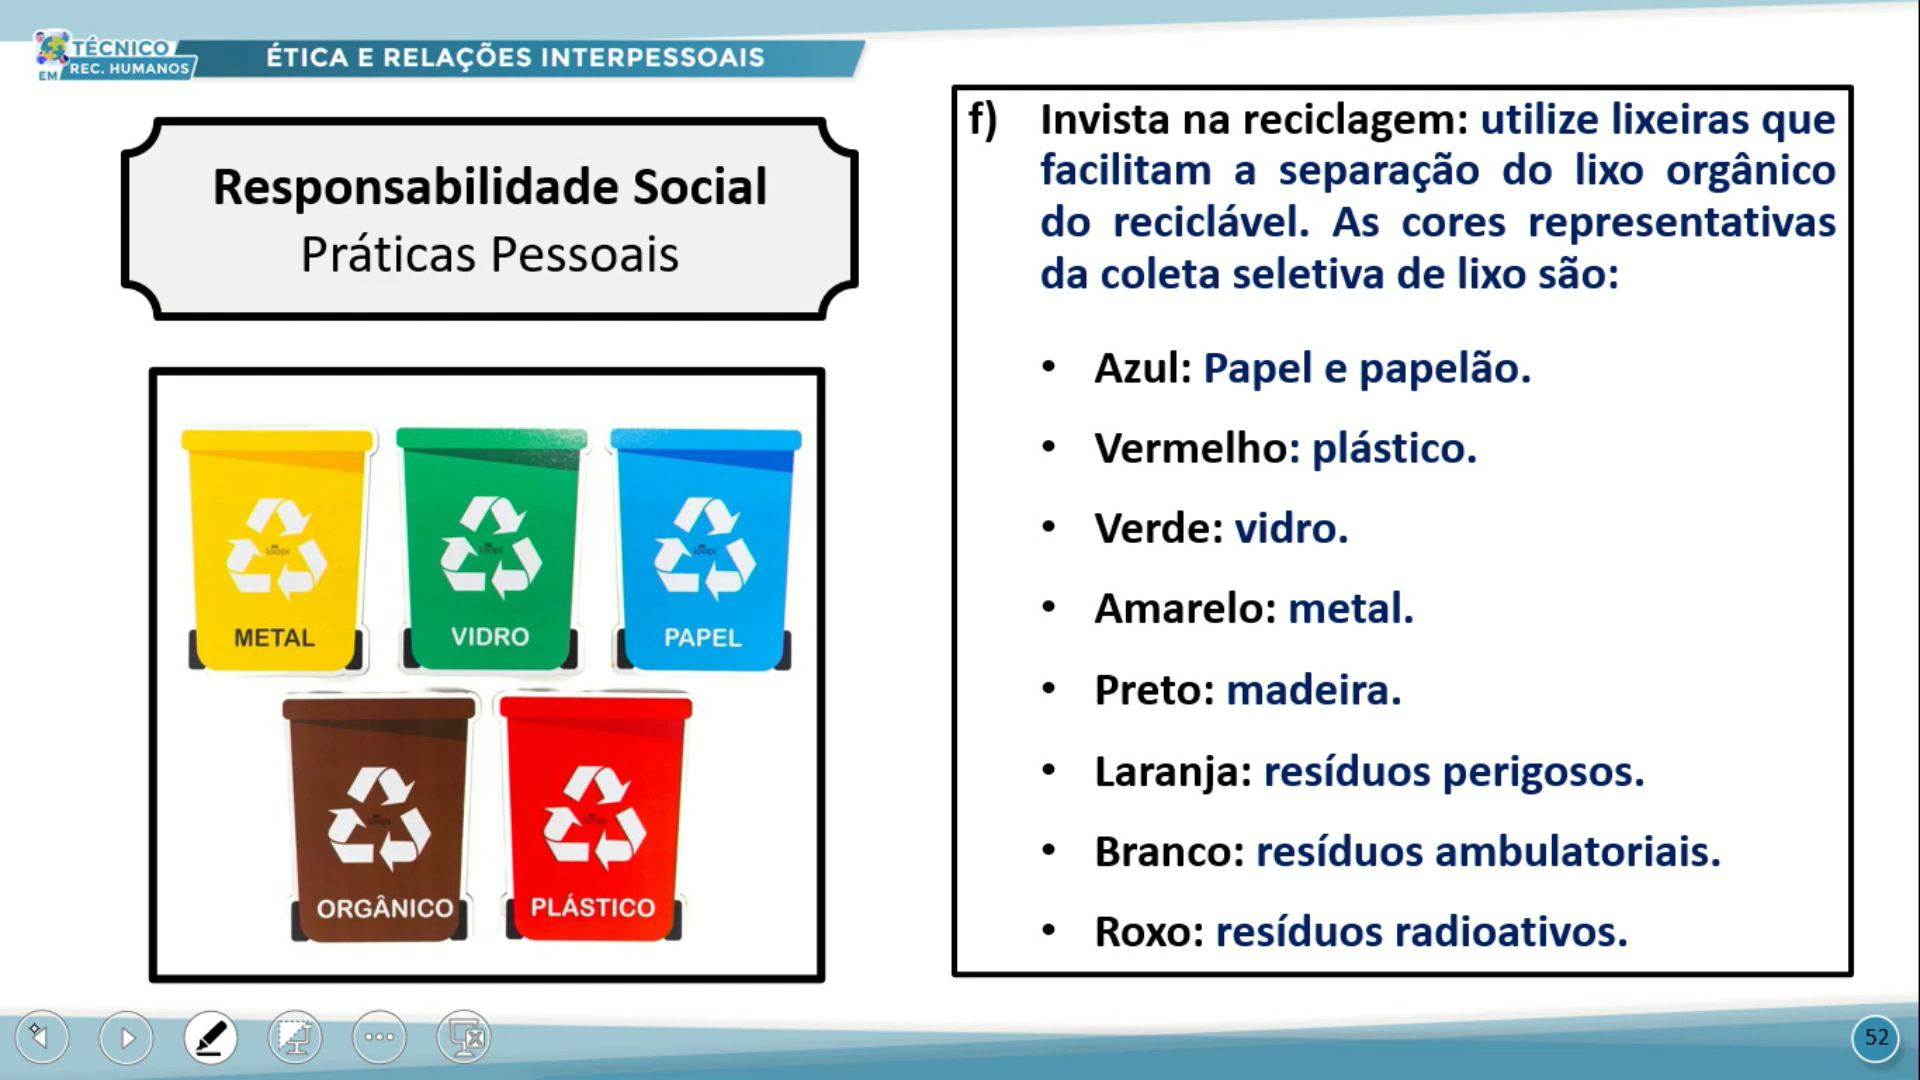 TÉCNICO
EM REC. HUMANOS
ÉTICA E RELAÇÕES INTERPESSOAIS
Responsabilidade Social
Práticas Pessoais
loopi
METAL
loopi
VIDRO
loopi
PAPEL
ORGÂNICO
PLÁSTICO
f) Invista na reciclagem: utilize lixeiras que
facilitam a separação do lixo orgânico
do reciclável. As cores representativas
da coleta seletiva de lixo são:
• Azul: Papel e papelão.
• Vermelho: plástico.
• Verde: vidro.
• Amarelo: metal.
• Preto: madeira.
• Laranja: resíduos perigosos.
• Branco: resíduos ambulatoriais.
• Roxo: resíduos radioativos.
52